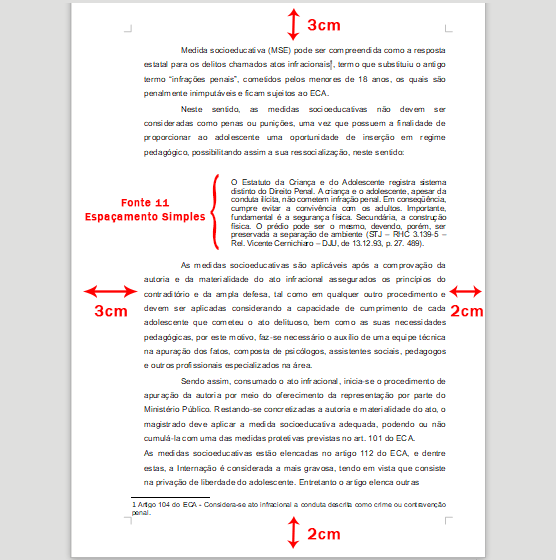 3cm
Medida socioeducativa (MSE) pode ser compreendida como a resposta
estatal para os delitos chamados atos infracionais¹, termo que substituiu o antigo
termo “infrações penais”, cometidos pelos menores de 18 anos, os quais são
penalmente inimputáveis e ficam sujeitos ao ECA.
Neste sentido, as medidas socioeducativas não devem ser
consideradas como penas ou punições, uma vez que possuem a finalidade de
proporcionar ao adolescente uma oportunidade de inserção em regime
pedagógico, possibilitando assim a sua ressocialização, neste sentido:
Fonte 11
Espaçamento Simples
O Estatuto da Criança e do Adolescente registra sistema
distinto do Direito Penal. A criança e o adolescente, apesar da
conduta ilícita, não cometem infração penal. Em conseqüência,
cumpre evitar a convivência com os adultos. Importante,
fundamental é a segurança física. Secundária, a construção
física. O prédio pode ser o mesmo, devendo, porém, ser
preservada a separação de ambiente (STJ – RHC 3.139-5 –
Rel. Vicente Cernichiaro – DJU, de 13.12.93, p. 27. 489).
As medidas socioeducativas são aplicáveis após a comprovação da
autoria e da materialidade do ato infracional assegurados os princípios do
contraditório e da ampla defesa, tal como em qualquer outro procedimento e
devem ser aplicadas considerando a capacidade de cumprimento de cada
adolescente que cometeu o ato delituoso, bem como as suas necessidades
pedagógicas, por este motivo, faz-se necessário o auxílio de uma equipe técnica
na apuração dos fatos, composta de psicólogos, assistentes sociais, pedagogos
e outros profissionais especializados na área.
3cm
2cm
Sendo assim, consumado o ato infracional, inicia-se o procedimento de
apuração da autoria por meio do oferecimento da representação por parte do
Ministério Público. Restando-se concretizadas a autoria e materialidade do ato, o
magistrado deve aplicar a medida socioeducativa adequada, podendo ou não
cumulá-la com uma das medidas protetivas previstas no art. 101 do ECA.
As medidas socioeducativas estão elencadas no artigo 112 do ECA, e dentre
estas, a Internação é considerada a mais gravosa, tendo em vista que consiste
na privação de liberdade do adolescente. Entretanto o artigo elenca outras
1 Artigo 104 do ECA - Considera-se ato infracional a conduta descrita como crime ou contravenção
penal.
2cm